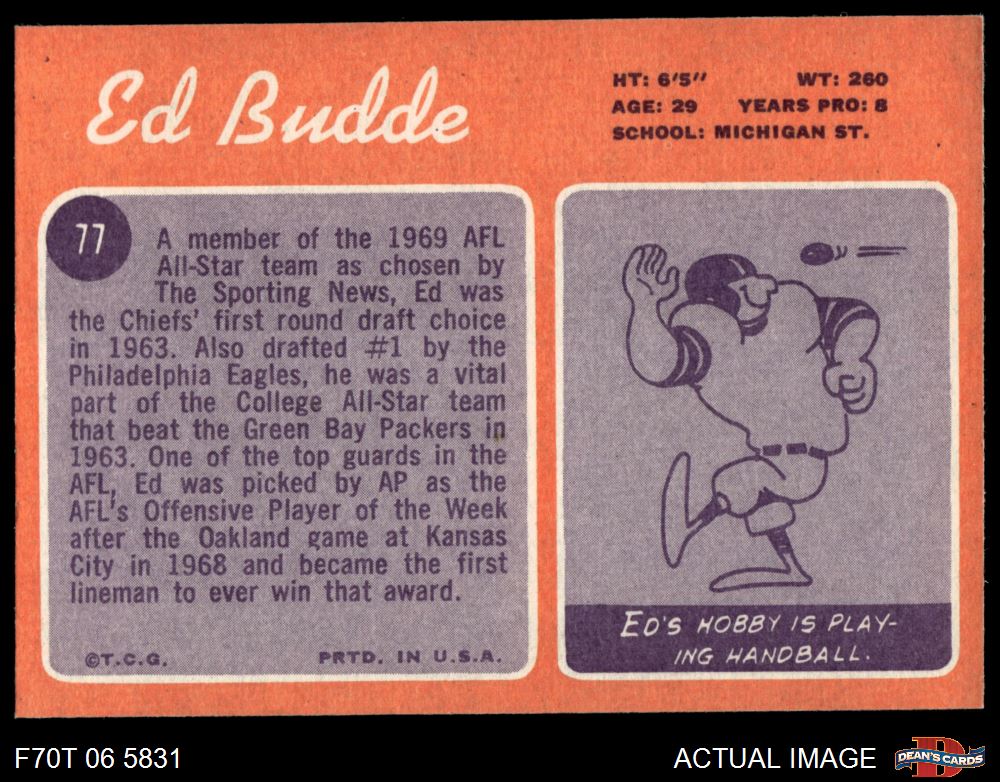 Ed Budde
HT: 6'5" WT: 260
AGE: 29 YEARS PRO: 8
SCHOOL: MICHIGAN ST.
77
A member of the 1969 AFL
All-Star team as chosen by
The Sporting News, Ed was
the Chiefs' first round draft choice
in 1963. Also drafted #1 by the
Philadelphia Eagles, he was a vital
part of the College All-Star team
that beat the Green Bay Packers in
1963. One of the top guards in the
AFL, Ed was picked by AP as the
AFL's Offensive Player of the Week
after the Oakland game at Kansas
City in 1968 and became the first
lineman to ever win that award.
©T.C.G. PRTD. IN U.S.A.
ED'S HOBBY IS PLAY-
ING HANDBALL.
F70T 06 5831
ACTUAL IMAGE
D
DEAN'S CARDS